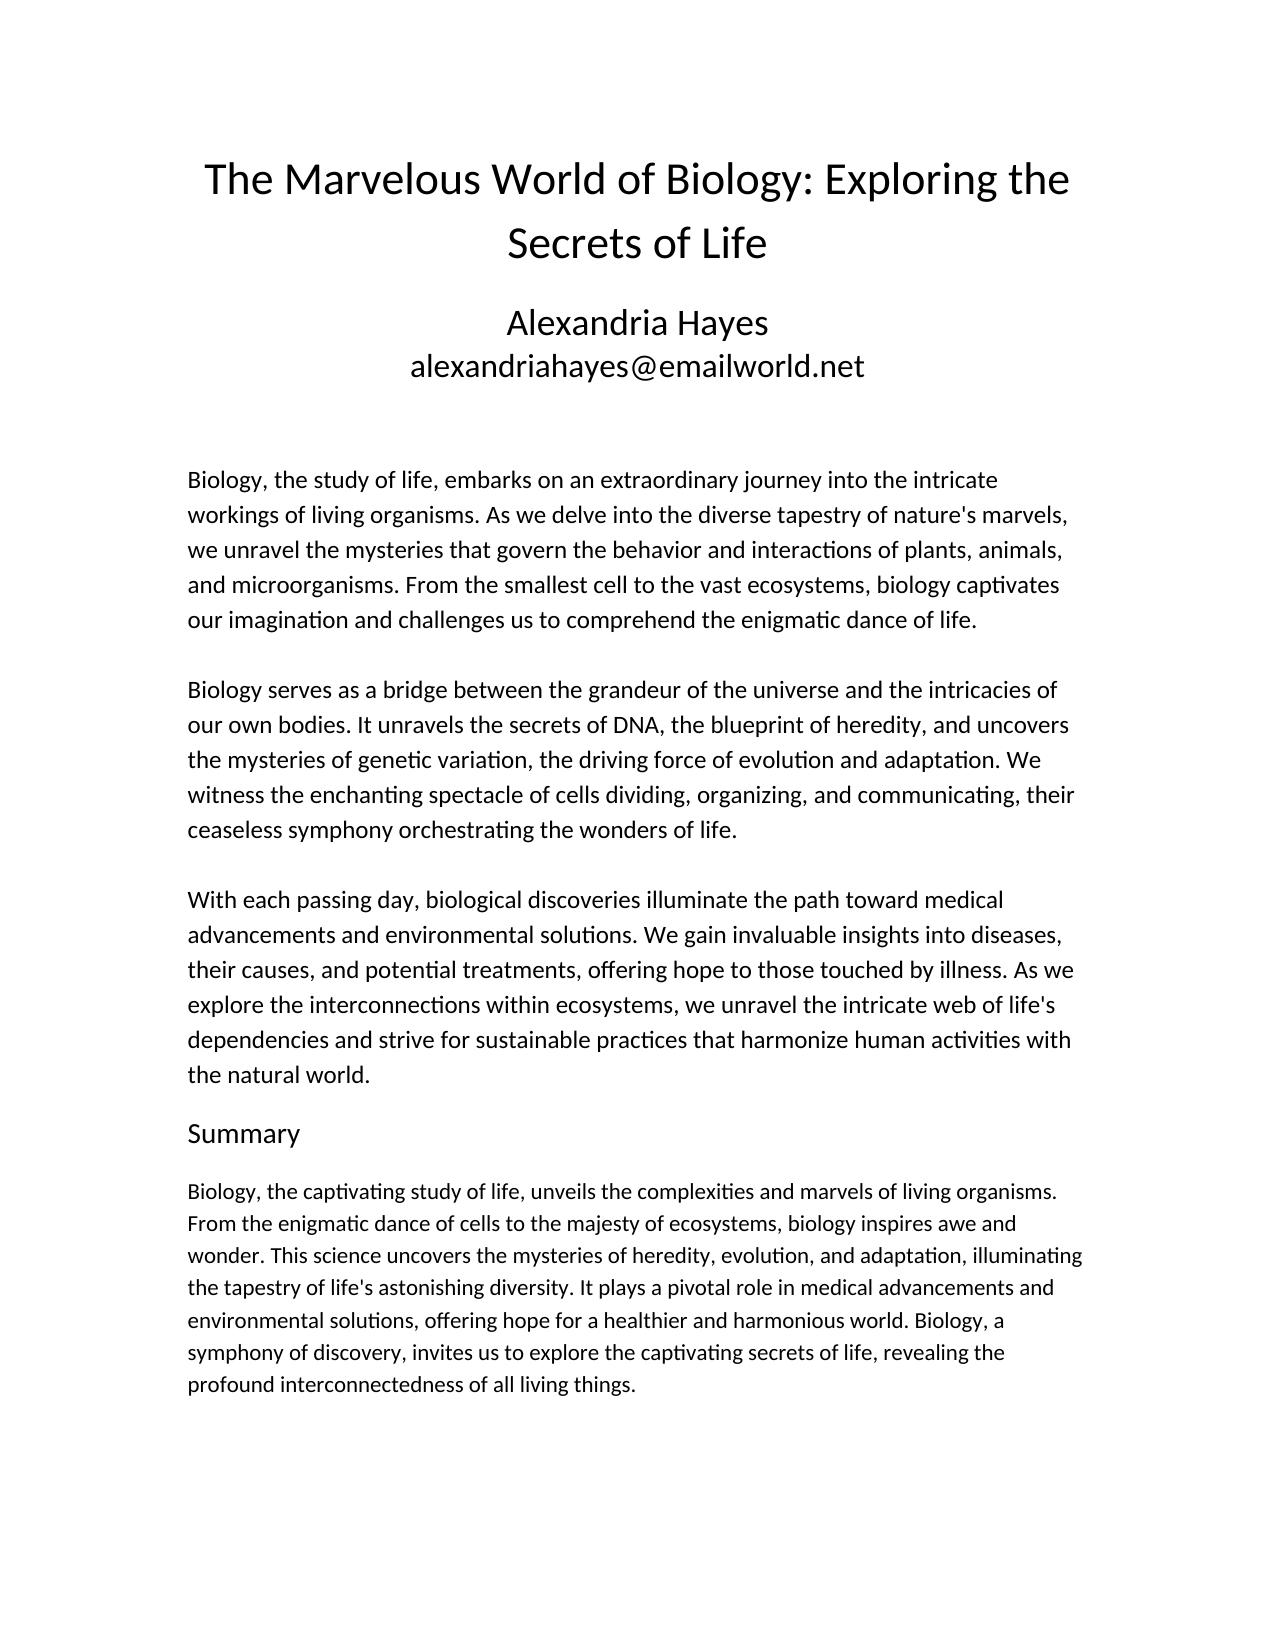 The Marvelous World of Biology: Exploring the
Secrets of Life
Alexandria Hayes
alexandriahayes@emailworld.net
Biology, the study of life, embarks on an extraordinary journey into the intricate
workings of living organisms. As we delve into the diverse tapestry of nature's marvels,
we unravel the mysteries that govern the behavior and interactions of plants, animals,
and microorganisms. From the smallest cell to the vast ecosystems, biology captivates
our imagination and challenges us to comprehend the enigmatic dance of life.
Biology serves as a bridge between the grandeur of the universe and the intricacies of
our own bodies. It unravels the secrets of DNA, the blueprint of heredity, and uncovers
the mysteries of genetic variation, the driving force of evolution and adaptation. We
witness the enchanting spectacle of cells dividing, organizing, and communicating, their
ceaseless symphony orchestrating the wonders of life.
With each passing day, biological discoveries illuminate the path toward medical
advancements and environmental solutions. We gain invaluable insights into diseases,
their causes, and potential treatments, offering hope to those touched by illness. As we
explore the interconnections within ecosystems, we unravel the intricate web of life's
dependencies and strive for sustainable practices that harmonize human activities with
the natural world.
Summary
Biology, the captivating study of life, unveils the complexities and marvels of living organisms.
From the enigmatic dance of cells to the majesty of ecosystems, biology inspires awe and
wonder. This science uncovers the mysteries of heredity, evolution, and adaptation, illuminating
the tapestry of life's astonishing diversity. It plays a pivotal role in medical advancements and
environmental solutions, offering hope for a healthier and harmonious world. Biology, a
symphony of discovery, invites us to explore the captivating secrets of life, revealing the
profound interconnectedness of all living things.